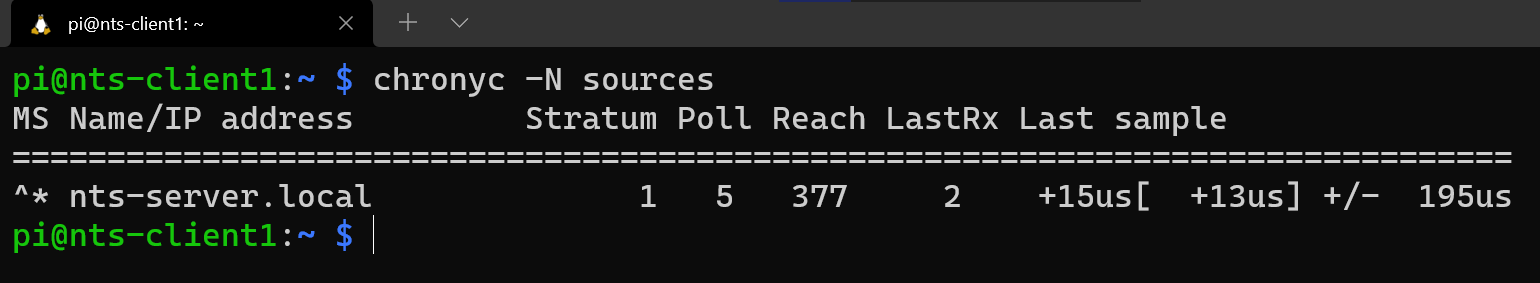 pi@nts-client1: ~
pi@nts-client1:~ $ chronyc -N sources
MS Name/IP address         Stratum Poll Reach LastRx Last sample
===============================================================================
^* nts-server.local              1   5   377     2    +15us[  +13us] +/-  195us
pi@nts-client1:~ $